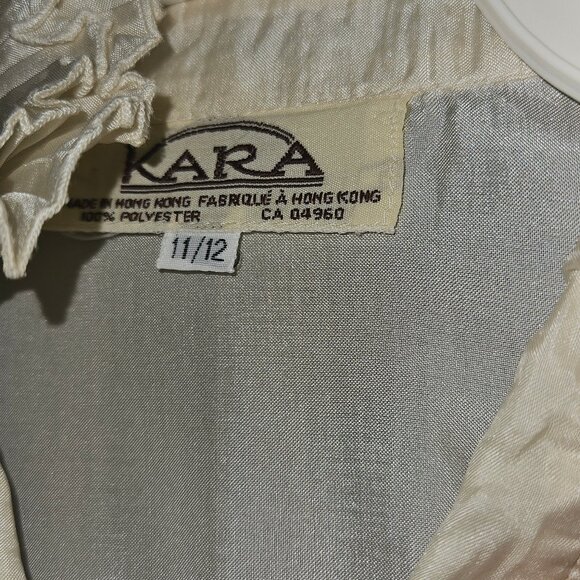 KARA
MADE IN HONG KONG FABRIQUÉ À HONG KONG
100% POLYESTER CA 04960
11/12